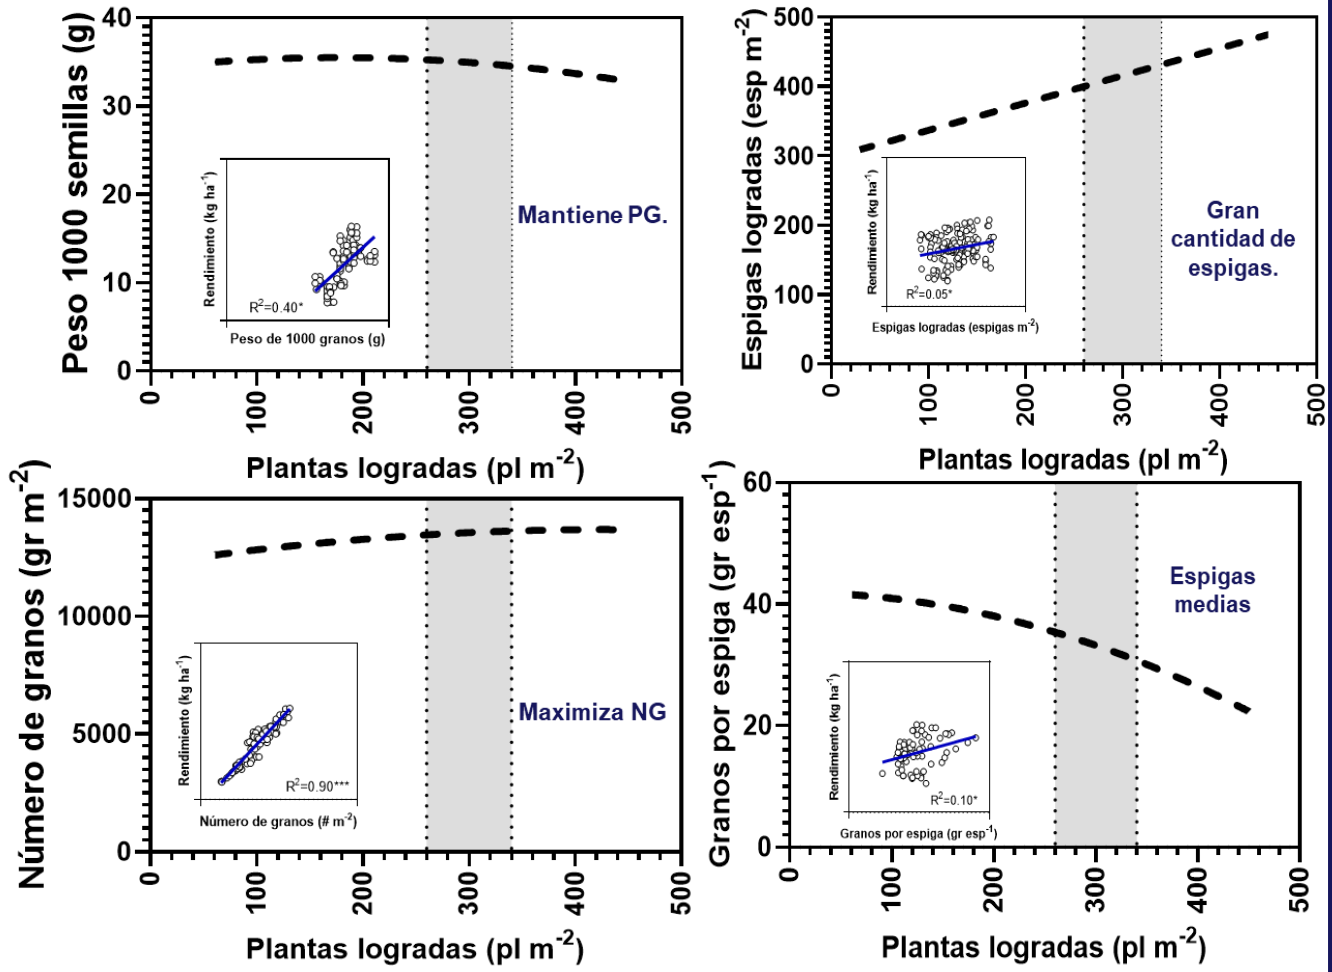 Peso 1000 semillas (g)
40
30
20
10
0
0
100
200
300
400
500
Plantas logradas (pl m-2)
Mantiene PG.
Rendimiento (kg ha-1)
R2=0.40*
Peso de 1000 granos (g)
Espigas logradas (esp m-2)
500
400
300
200
100
0
0
100
200
300
400
500
Plantas logradas (pl m-2)
Gran
cantidad de
espigas.
Rendimiento (kg ha-1)
R2=0.05*
Espigas logradas (espigas m-2)
Número de granos (gr m-2)
15000
10000
5000
0
0
100
200
300
400
500
Plantas logradas (pl m-2)
Maximiza NG
Rendimiento (kg ha-1)
R2=0.90***
Número de granos (# m-2)
Granos por espiga (gr esp-1)
60
40
20
0
0
100
200
300
400
500
Plantas logradas (pl m-2)
Espigas
medias
Rendimiento (kg ha-1)
R2=0.10*
Granos por espiga (gr esp-1)